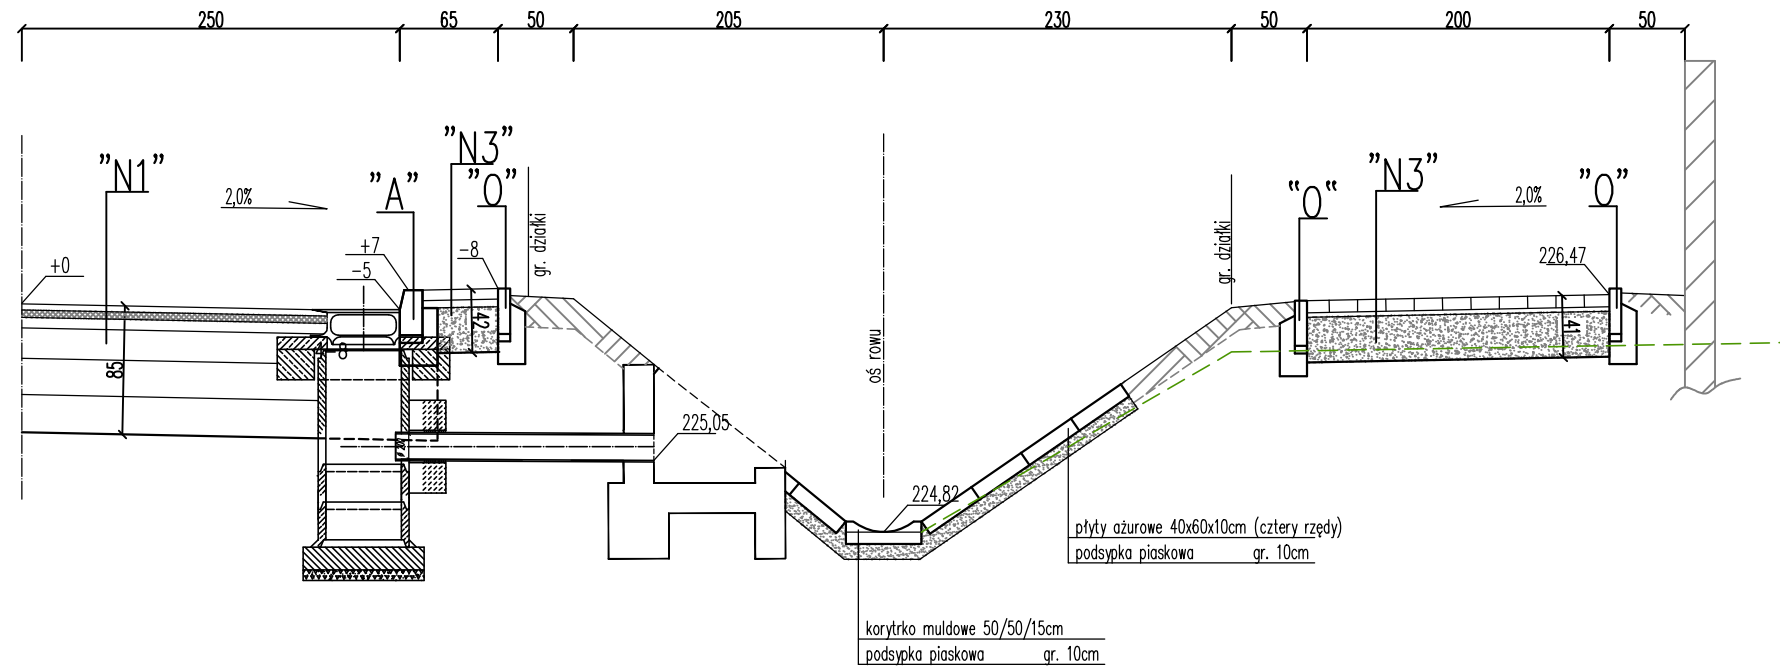 250 65 50 205 230 50 200 50
"N1"
2,0%
"A"
"N3"
"O"
gr. działki
+0
+7
-5
-8
42
8
85
ø 200
225,05
oś rowu
224,82
gr. działki
"O"
"N3"
2,0%
"O"
226,47
41
płyty ażurowe 40x60x10cm (cztery rzędy)
podsypka piaskowa gr. 10cm
korytrko muldowe 50/50/15cm
podsypka piaskowa gr. 10cm